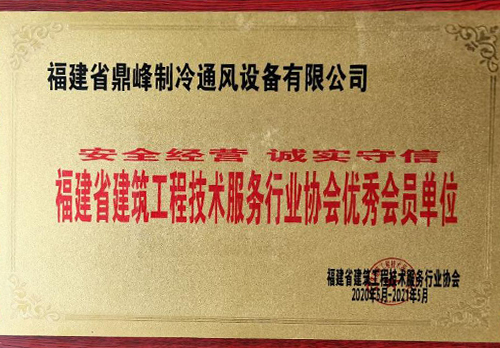 福建省鼎峰制冷通风设备有限公司
安全经营 诚实守信
福建省建筑工程技术服务行业协会优秀会员单位
福建省建筑工程技术服务行业协会
2020年5月-2021年5月